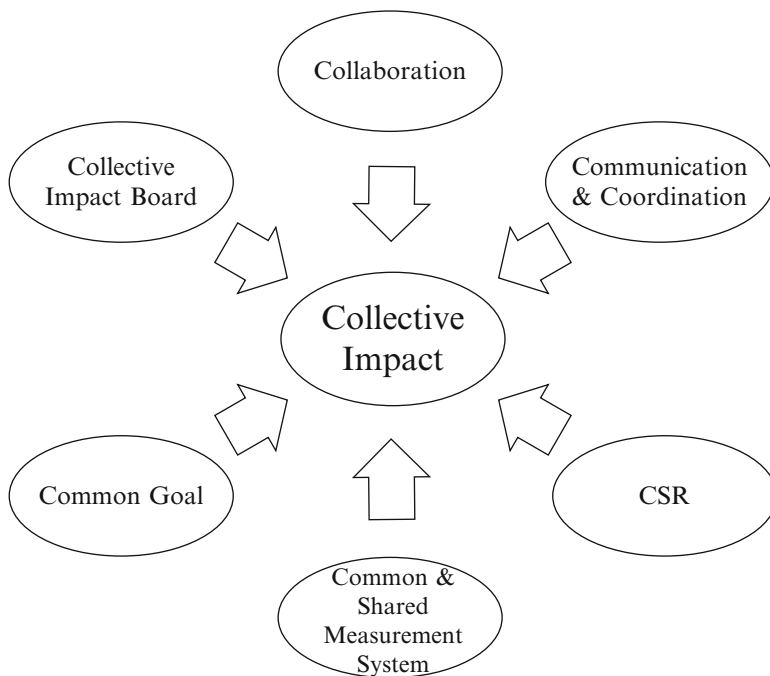 Collaboration
Collective
Impact Board
Communication
& Coordination
Collective
Impact
Common Goal
CSR
Common &
Shared
Measurement
System